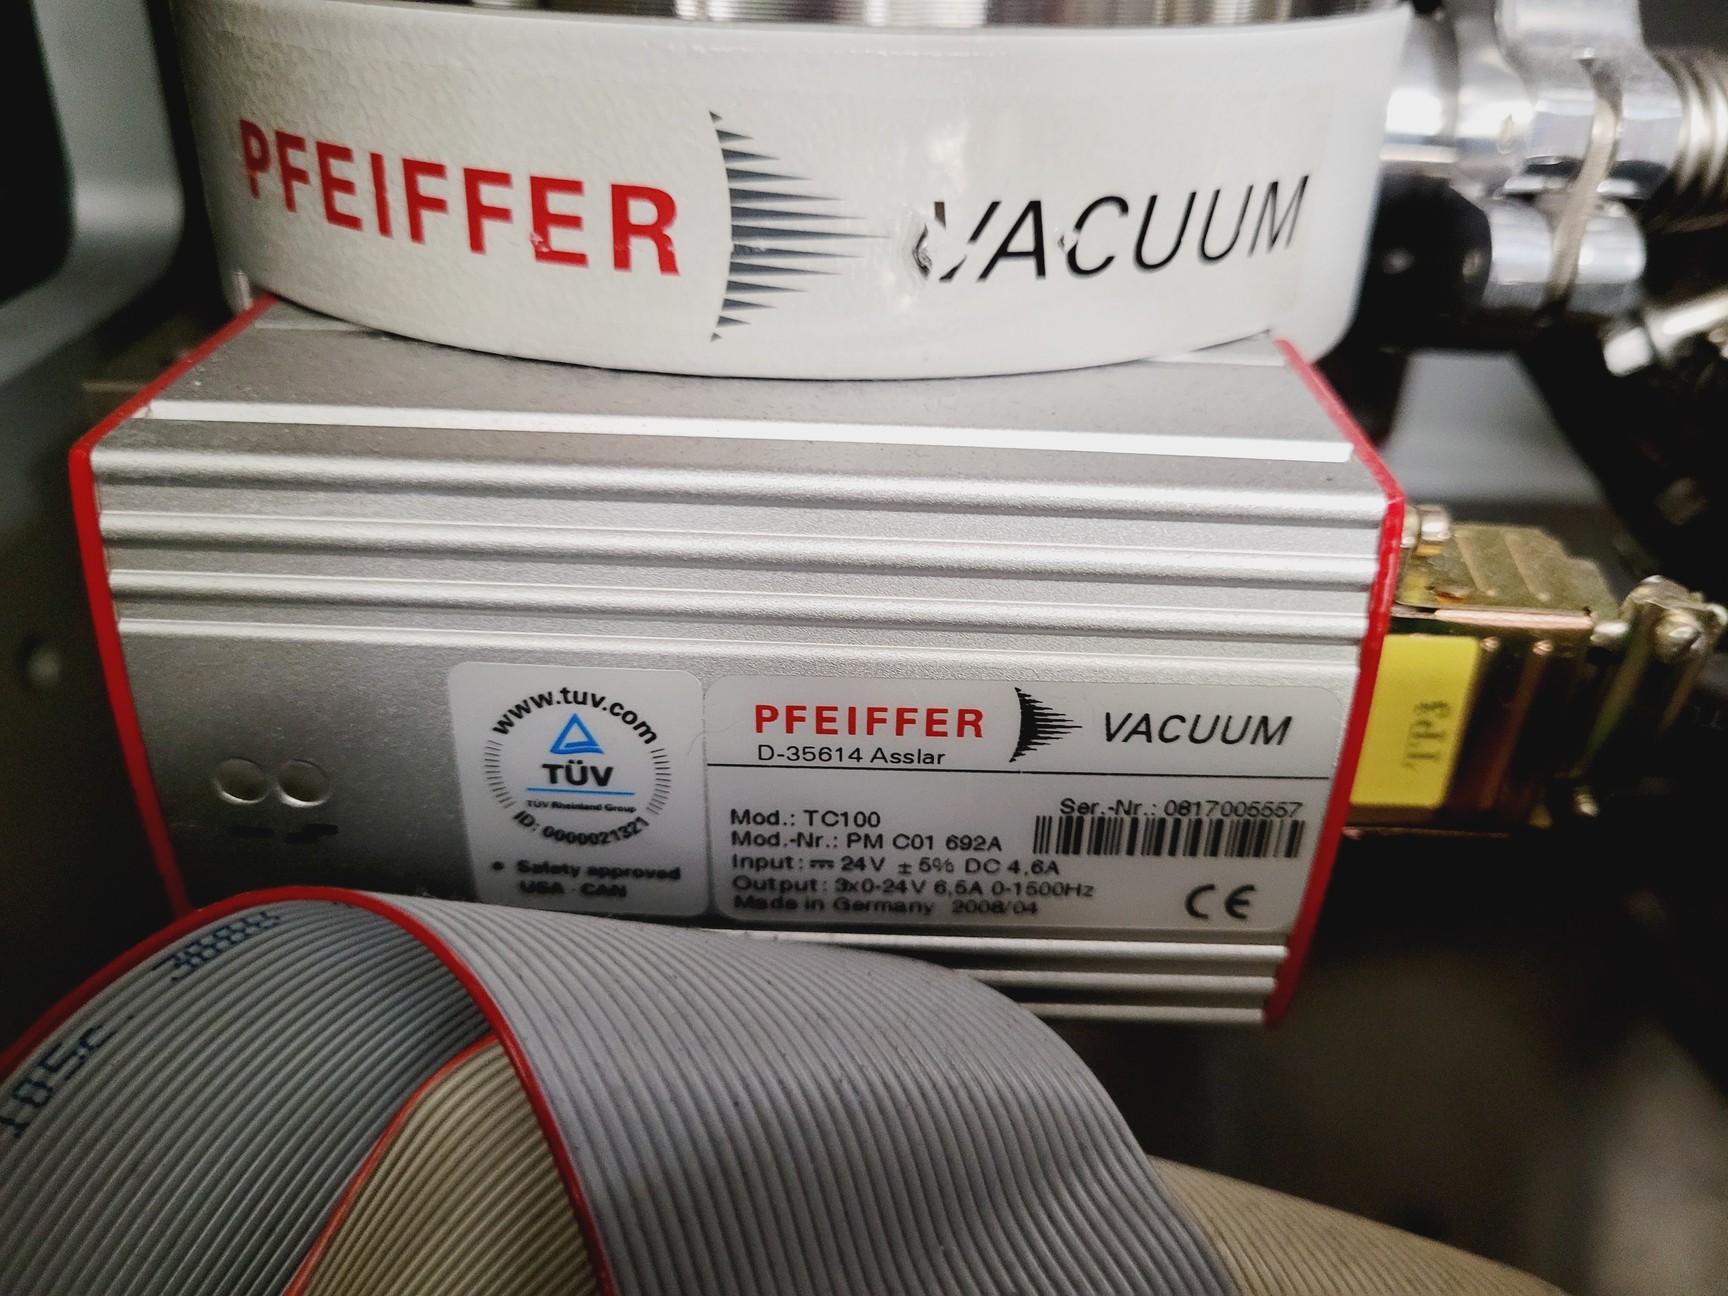 PFEIFFER VACUUM
www.tuv.com
TÜV
TÜV Rheinland Group
ID: 0000021321
• Safety approved
USA · CAN
PFEIFFER VACUUM
D-35614 Asslar
Ser.-Nr.: 0817005557
Mod.: TC100
Mod.-Nr.: PM C01 692A
Input: ⎓ 24V ±5% DC 4,6A
Output: 3x0-24V 6,5A 0-1500Hz
Made in Germany 2008/04
CE
105C